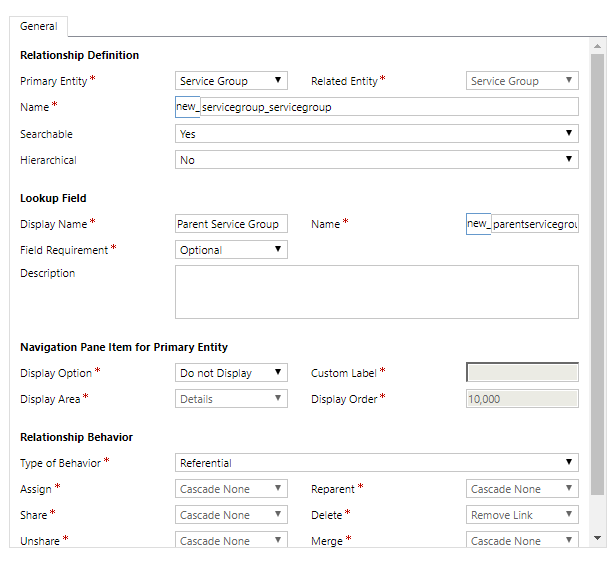 General
Relationship Definition
Primary Entity * Service Group Related Entity * Service Group
Name * new_ servicegroup_servicegroup
Searchable Yes
Hierarchical No
Lookup Field
Display Name * Parent Service Group Name * new_ parentservicegrou
Field Requirement * Optional
Description
Navigation Pane Item for Primary Entity
Display Option * Do not Display Custom Label *
Display Area * Details Display Order * 10,000
Relationship Behavior
Type of Behavior * Referential
Assign * Cascade None Reparent * Cascade None
Share * Cascade None Delete * Remove Link
Unshare * Cascade None Merge * Cascade None